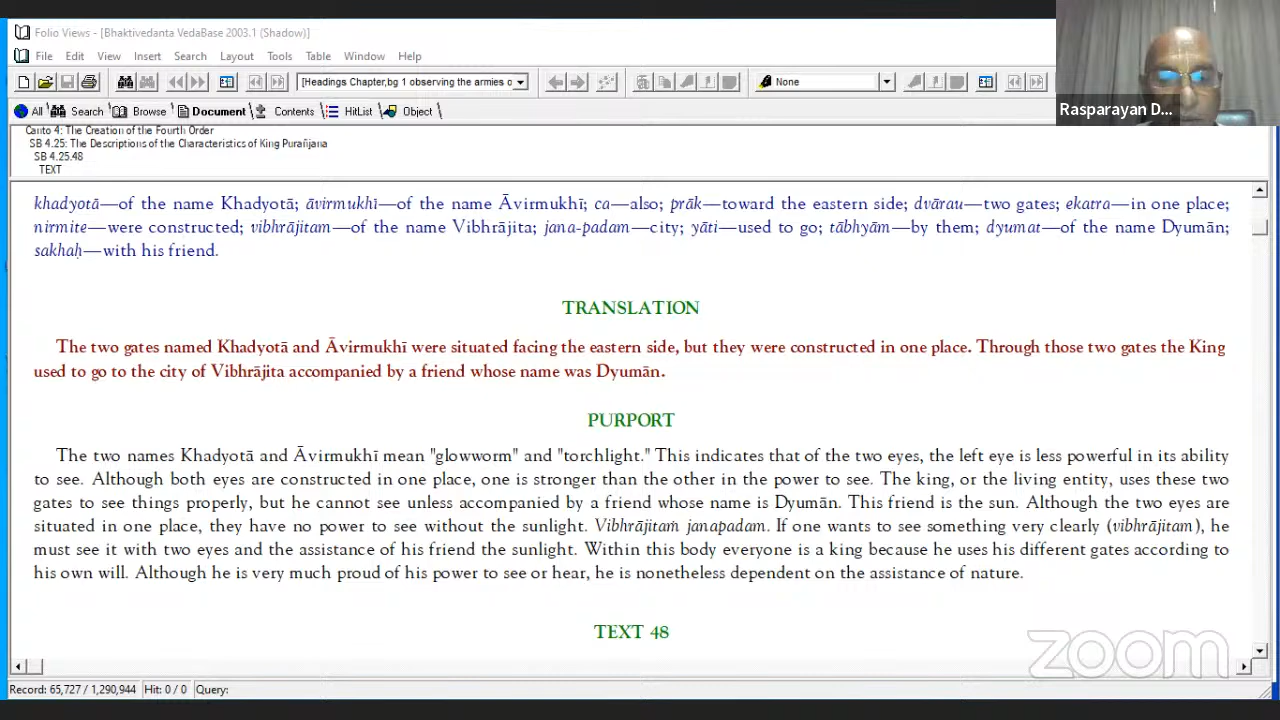 Folio Views - [Bhaktivedanta VedaBase 2003.1 (Shadow)]
File Edit View Insert Search Layout Tools Table Window Help
[Headings Chapter,bg 1 observing the armies o
None
All Search Browse Document Contents HitList Object
Rasparayan D...
Canto 4: The Creation of the Fourth Order
SB 4.25: The Descriptions of the Characteristics of King Purañjana
SB 4.25.48
TEXT
khadyotā—of the name Khadyotā; āvirmukhī—of the name Āvirmukhī; ca—also; prāk—toward the eastern side; dvārau—two gates; ekatra—in one place;
nirmite—were constructed; vibhrājitam—of the name Vibhrājita; jana-padam—city; yāti—used to go; tābhyām—by them; dyumat—of the name Dyumān;
sakhaḥ—with his friend.
TRANSLATION
The two gates named Khadyotā and Āvirmukhī were situated facing the eastern side, but they were constructed in one place. Through those two gates the King
used to go to the city of Vibhrājita accompanied by a friend whose name was Dyumān.
PURPORT
The two names Khadyotā and Āvirmukhī mean "glowworm" and "torchlight." This indicates that of the two eyes, the left eye is less powerful in its ability
to see. Although both eyes are constructed in one place, one is stronger than the other in the power to see. The king, or the living entity, uses these two
gates to see things properly, but he cannot see unless accompanied by a friend whose name is Dyumān. This friend is the sun. Although the two eyes are
situated in one place, they have no power to see without the sunlight. Vibhrājitaṁ janapadam. If one wants to see something very clearly (vibhrājitam), he
must see it with two eyes and the assistance of his friend the sunlight. Within this body everyone is a king because he uses his different gates according to
his own will. Although he is very much proud of his power to see or hear, he is nonetheless dependent on the assistance of nature.
TEXT 48
zoom
Record: 65,727 / 1,290,944 Hit: 0 / 0 Query: